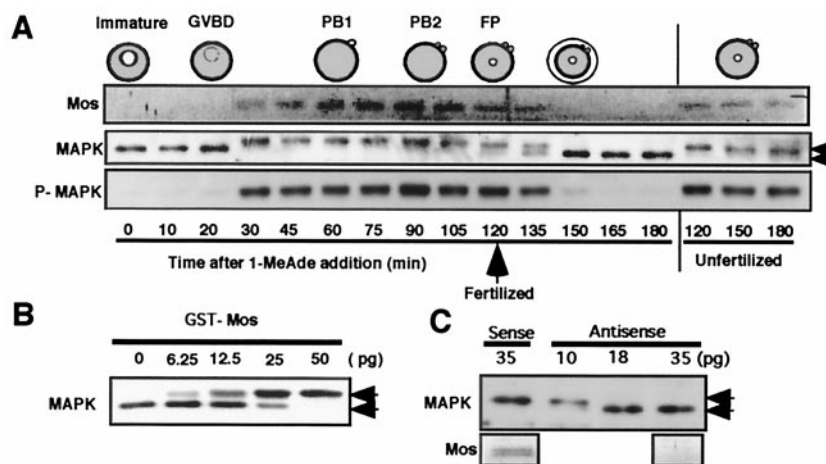 A
Immature GVBD PB1 PB2 FP
Mos
MAPK
P- MAPK
0 10 20 30 45 60 75 90 105 120 135 150 165 180 120 150 180
Time after 1-MeAde addition (min) Unfertilized
Fertilized
B
GST- Mos
0 6.25 12.5 25 50 ( pg)
MAPK
C
Sense Antisense
35 10 18 35 (pg)
MAPK
Mos